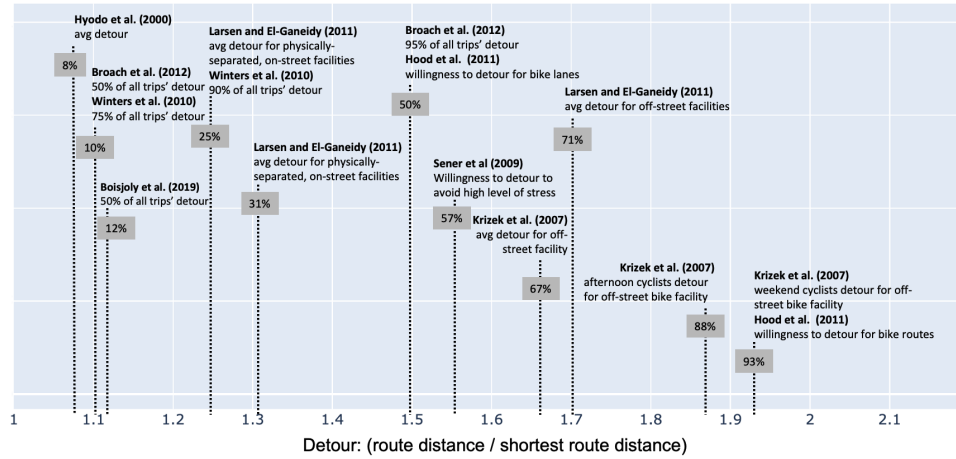 Hyodo et al. (2000)
avg detour
8%
Broach et al. (2012)
50% of all trips' detour
Winters et al. (2010)
75% of all trips' detour
10%
Boisjoly et al. (2019)
50% of all trips' detour
12%
Larsen and El-Ganeidy (2011)
avg detour for physically-
separated, on-street facilities
Winters et al. (2010)
90% of all trips' detour
25%
Larsen and El-Ganeidy (2011)
avg detour for physically-
separated, on-street facilities
31%
Broach et al. (2012)
95% of all trips' detour
Hood et al. (2011)
willingness to detour for bike lanes
50%
Sener et al (2009)
Willingness to detour to
avoid high level of stress
57%
Krizek et al. (2007)
avg detour for off-
street facility
67%
Larsen and El-Ganeidy (2011)
avg detour for off-street facilities
71%
Krizek et al. (2007)
afternoon cyclists detour
for off-street bike facility
88%
Krizek et al. (2007)
weekend cyclists detour for off-
street bike facility
Hood et al. (2011)
willingness to detour for bike routes
93%
1 1.1 1.2 1.3 1.4 1.5 1.6 1.7 1.8 1.9 2 2.1
Detour: (route distance / shortest route distance)